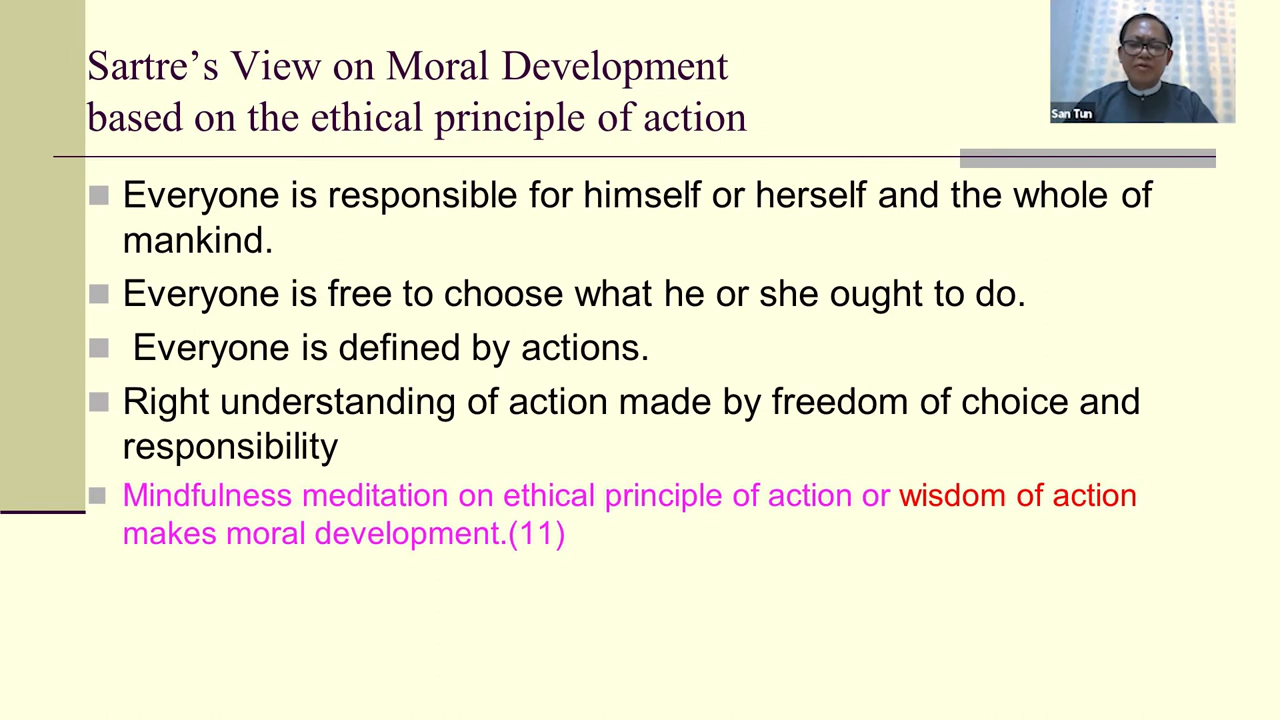 Sartre's View on Moral Development
based on the ethical principle of action
San Tun
Everyone is responsible for himself or herself and the whole of
mankind.
Everyone is free to choose what he or she ought to do.
Everyone is defined by actions.
Right understanding of action made by freedom of choice and
responsibility
Mindfulness meditation on ethical principle of action or wisdom of action
makes moral development.(11)